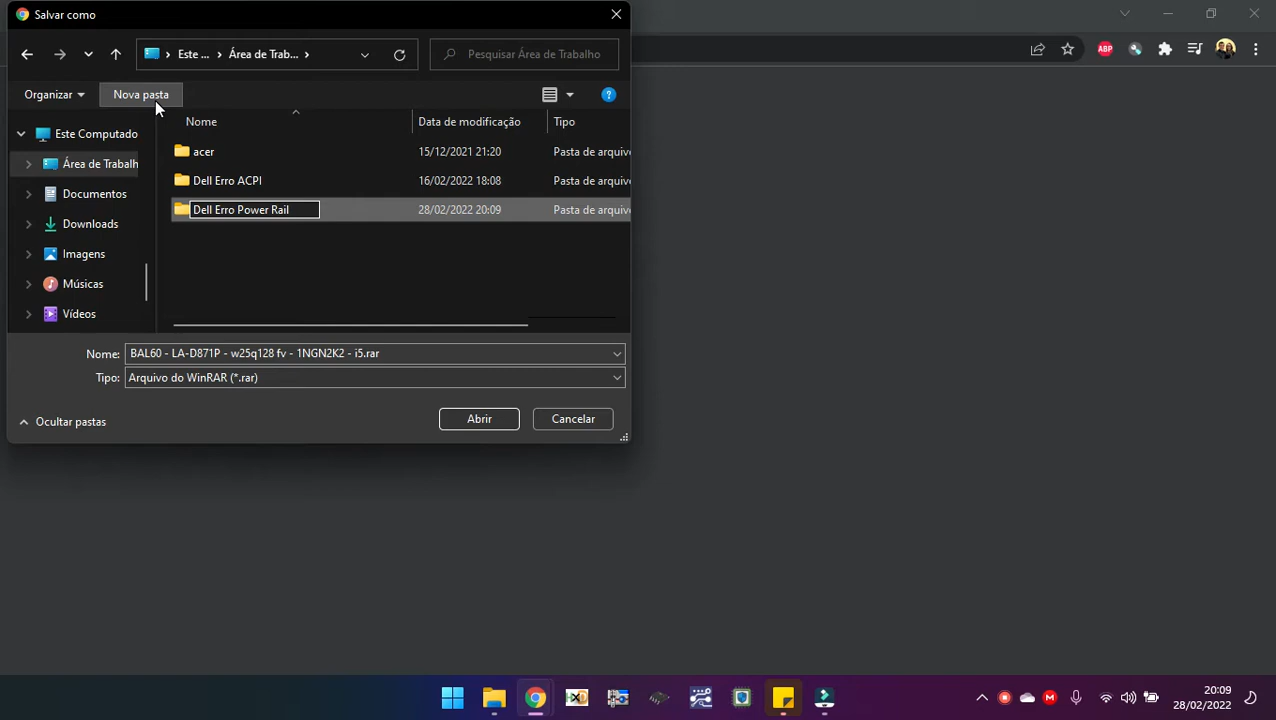 Salvar como
Este ...
Área de Trab...
Pesquisar Área de Trabalho
Organizar
Nova pasta
Nome
Data de modificação
Tipo
Este Computado
acer
15/12/2021 21:20
Pasta de arquivo
Área de Trabalh
Dell Erro ACPI
16/02/2022 18:08
Pasta de arquivo
Documentos
Dell Erro Power Rail
28/02/2022 20:09
Pasta de arquivo
Downloads
Imagens
Músicas
Vídeos
Nome: BAL60 - LA-D871P - w25q128 fv - 1NGN2K2 - i5.rar
Tipo: Arquivo do WinRAR (*.rar)
Ocultar pastas
Abrir
Cancelar
ABP
20:09
28/02/2022